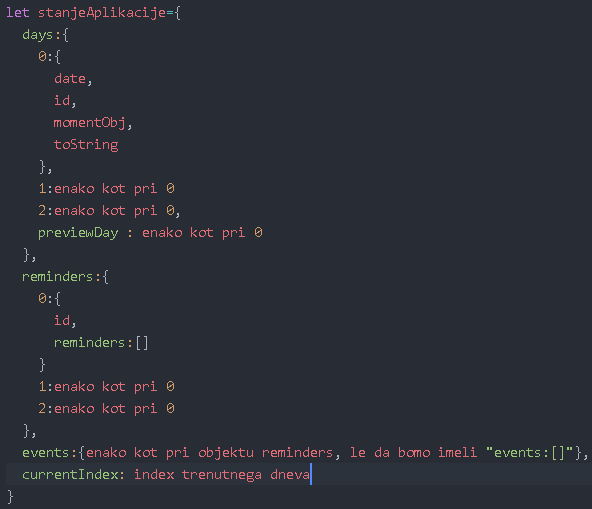 let stanjeAplikacije={
days:{
0:{
date,
id,
momentObj,
toString
},
1:enako kot pri 0
2:enako kot pri 0,
previewDay : enako kot pri 0
},
reminders:{
0:{
id,
reminders:[]
}
1:enako kot pri 0
2:enako kot pri 0
},
events:{enako kot pri objektu reminders, le da bomo imeli "events:[]"},
currentIndex: index trenutnega dneva
}